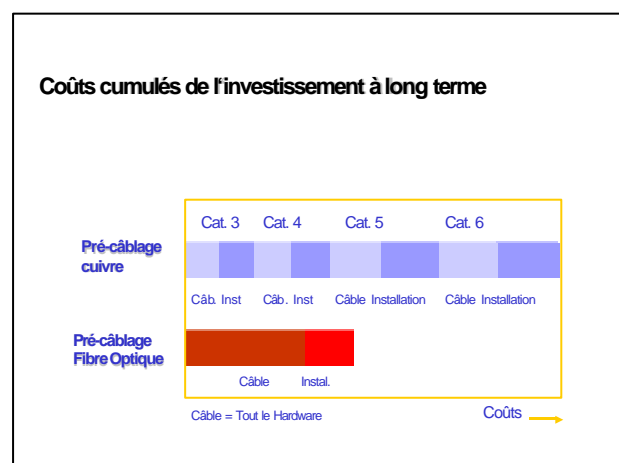 Coûts cumulés de l'investissement à long terme
Cat. 3 Cat. 4 Cat. 5 Cat. 6
Pré-câblage
cuivre
Câb. Inst Câb. Inst Câble Installation Câble Installation
Pré-câblage
Fibre Optique
Câble Instal.
Câble = Tout le Hardware
Coûts